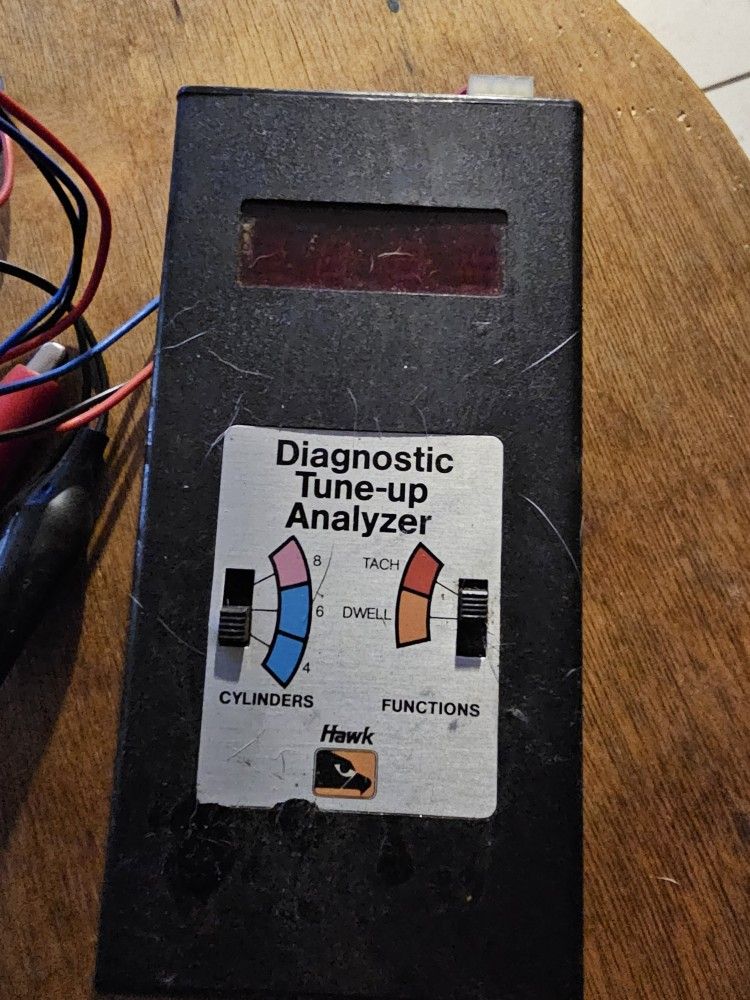 Diagnostic
Tune-up
Analyzer
8
6
4
CYLINDERS
TACH
DWELL
FUNCTIONS
Hawk